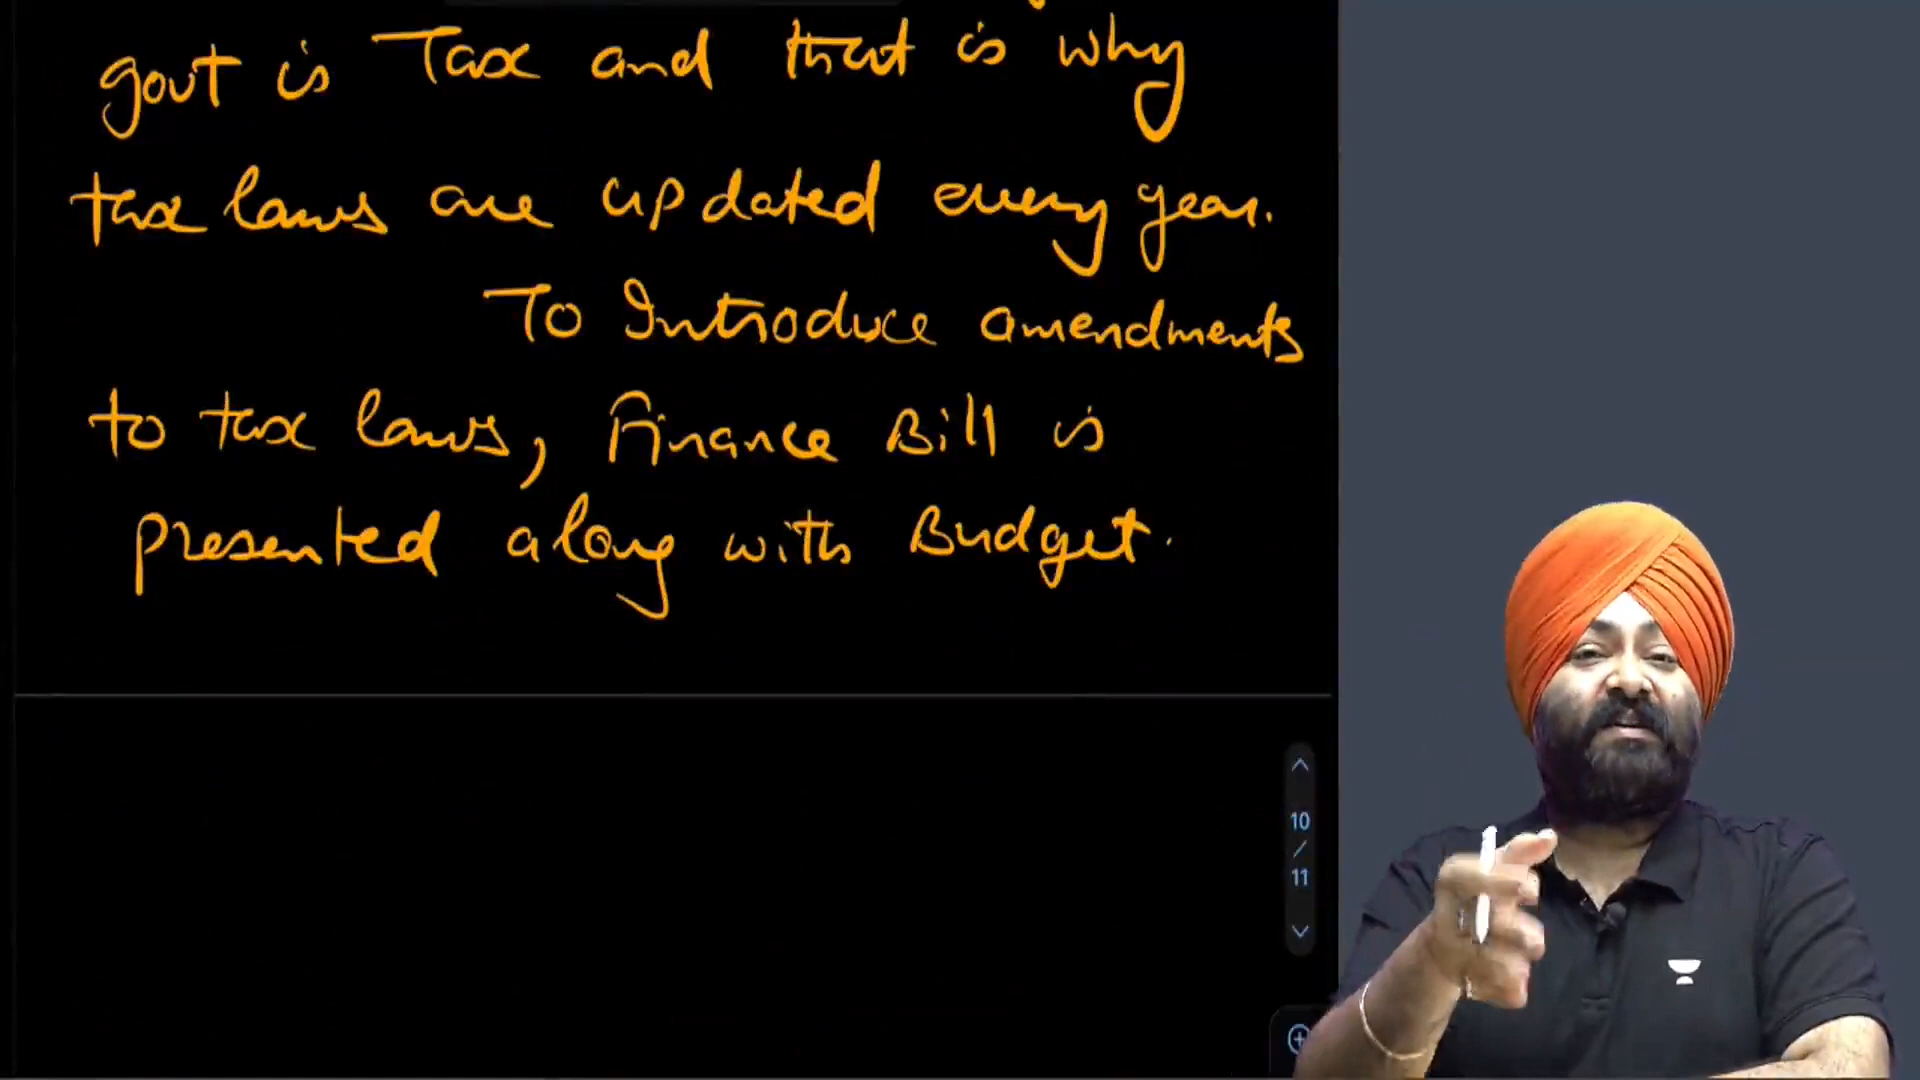 govt is Tax and that is why
tax laws are updated every year.
To Introduce amendments
to tax laws, Finance Bill is
presented along with Budget.
10
/
11